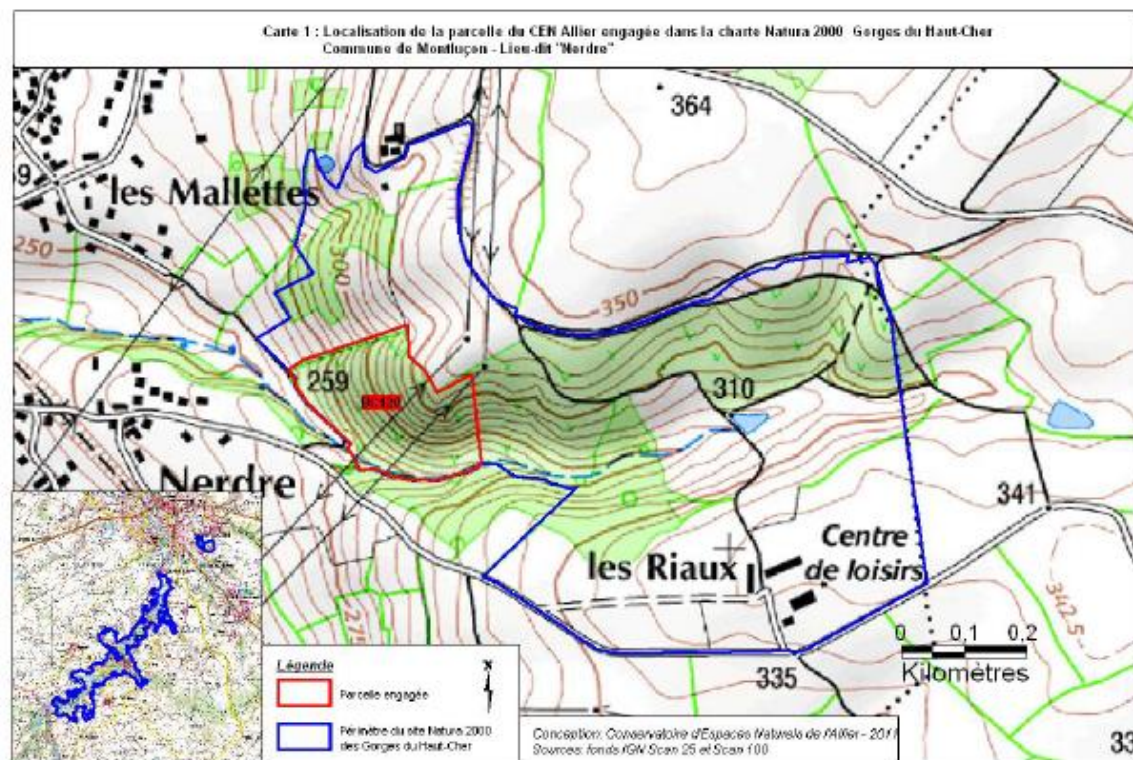 Carte 1 : Localisation de la parcelle du CEN Allier engagée dans la charte Natura 2000 Gorges du Haut-Cher
Commune de Montluçon - Lieu-dit "Nerdre"
364
les Mallettes
250
300
350
259
310
Nerdre
341
les Riaux
Centre
de loisirs
342.5
275
335
0 0,1 0,2
Kilomètres
Légende
Parcelle engagée
Périmètre du site Natura 2000
des Gorges du Haut-Cher
N
Conception: Conservatoire d'Espaces Naturels de l'Allier - 2011
Sources: fonds IGN Scan 25 et Scan 100
33